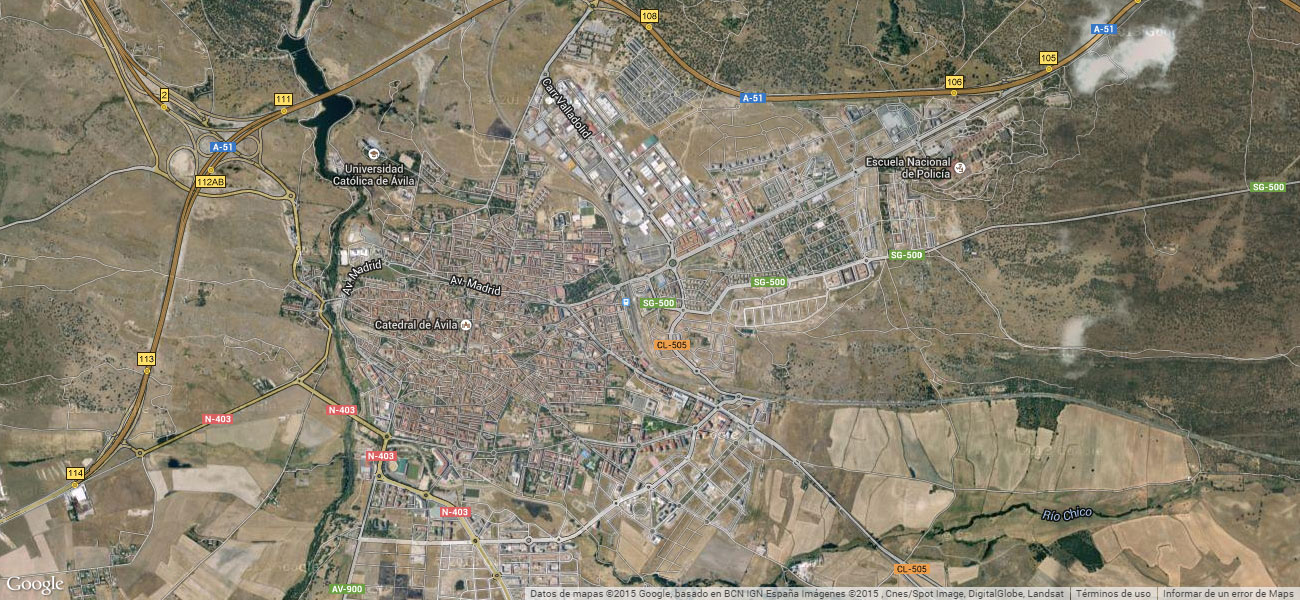 108
A-51
105
2
111
106
A-51
Carr Valladolid
A-51
Escuela Nacional
de Policía
Universidad
Católica de Ávila
112AB
SG-500
SG-500
Av-Madrid
Av-Madrid
SG-500
SG-500
Catedral de Ávila
CL-505
113
N-403
N-403
Google
N-403
114
N-403
Río Chico
CL-505
Google
AV-900
Datos de mapas ©2015 Google, basado en BCN IGN España Imágenes ©2015 , Cnes/Spot Image, DigitalGlobe, Landsat
Términos de uso
Informar de un error de Maps